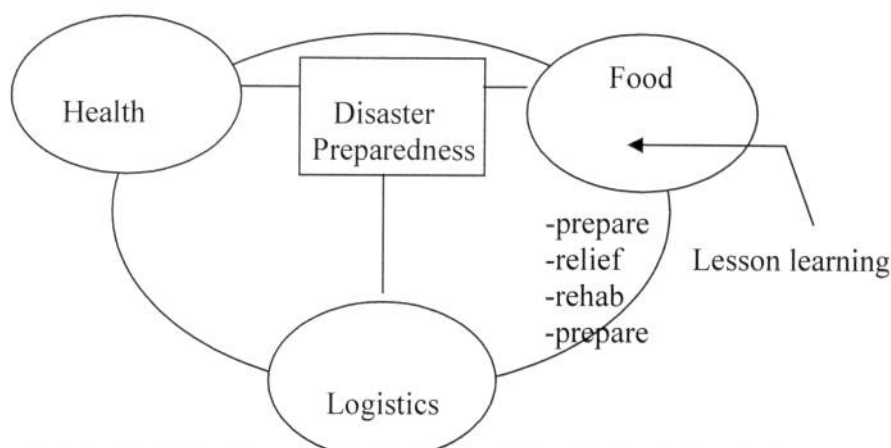 Food
Health
Disaster
Preparedness
-prepare
-relief
-rehab
-prepare
Lesson learning
Logistics